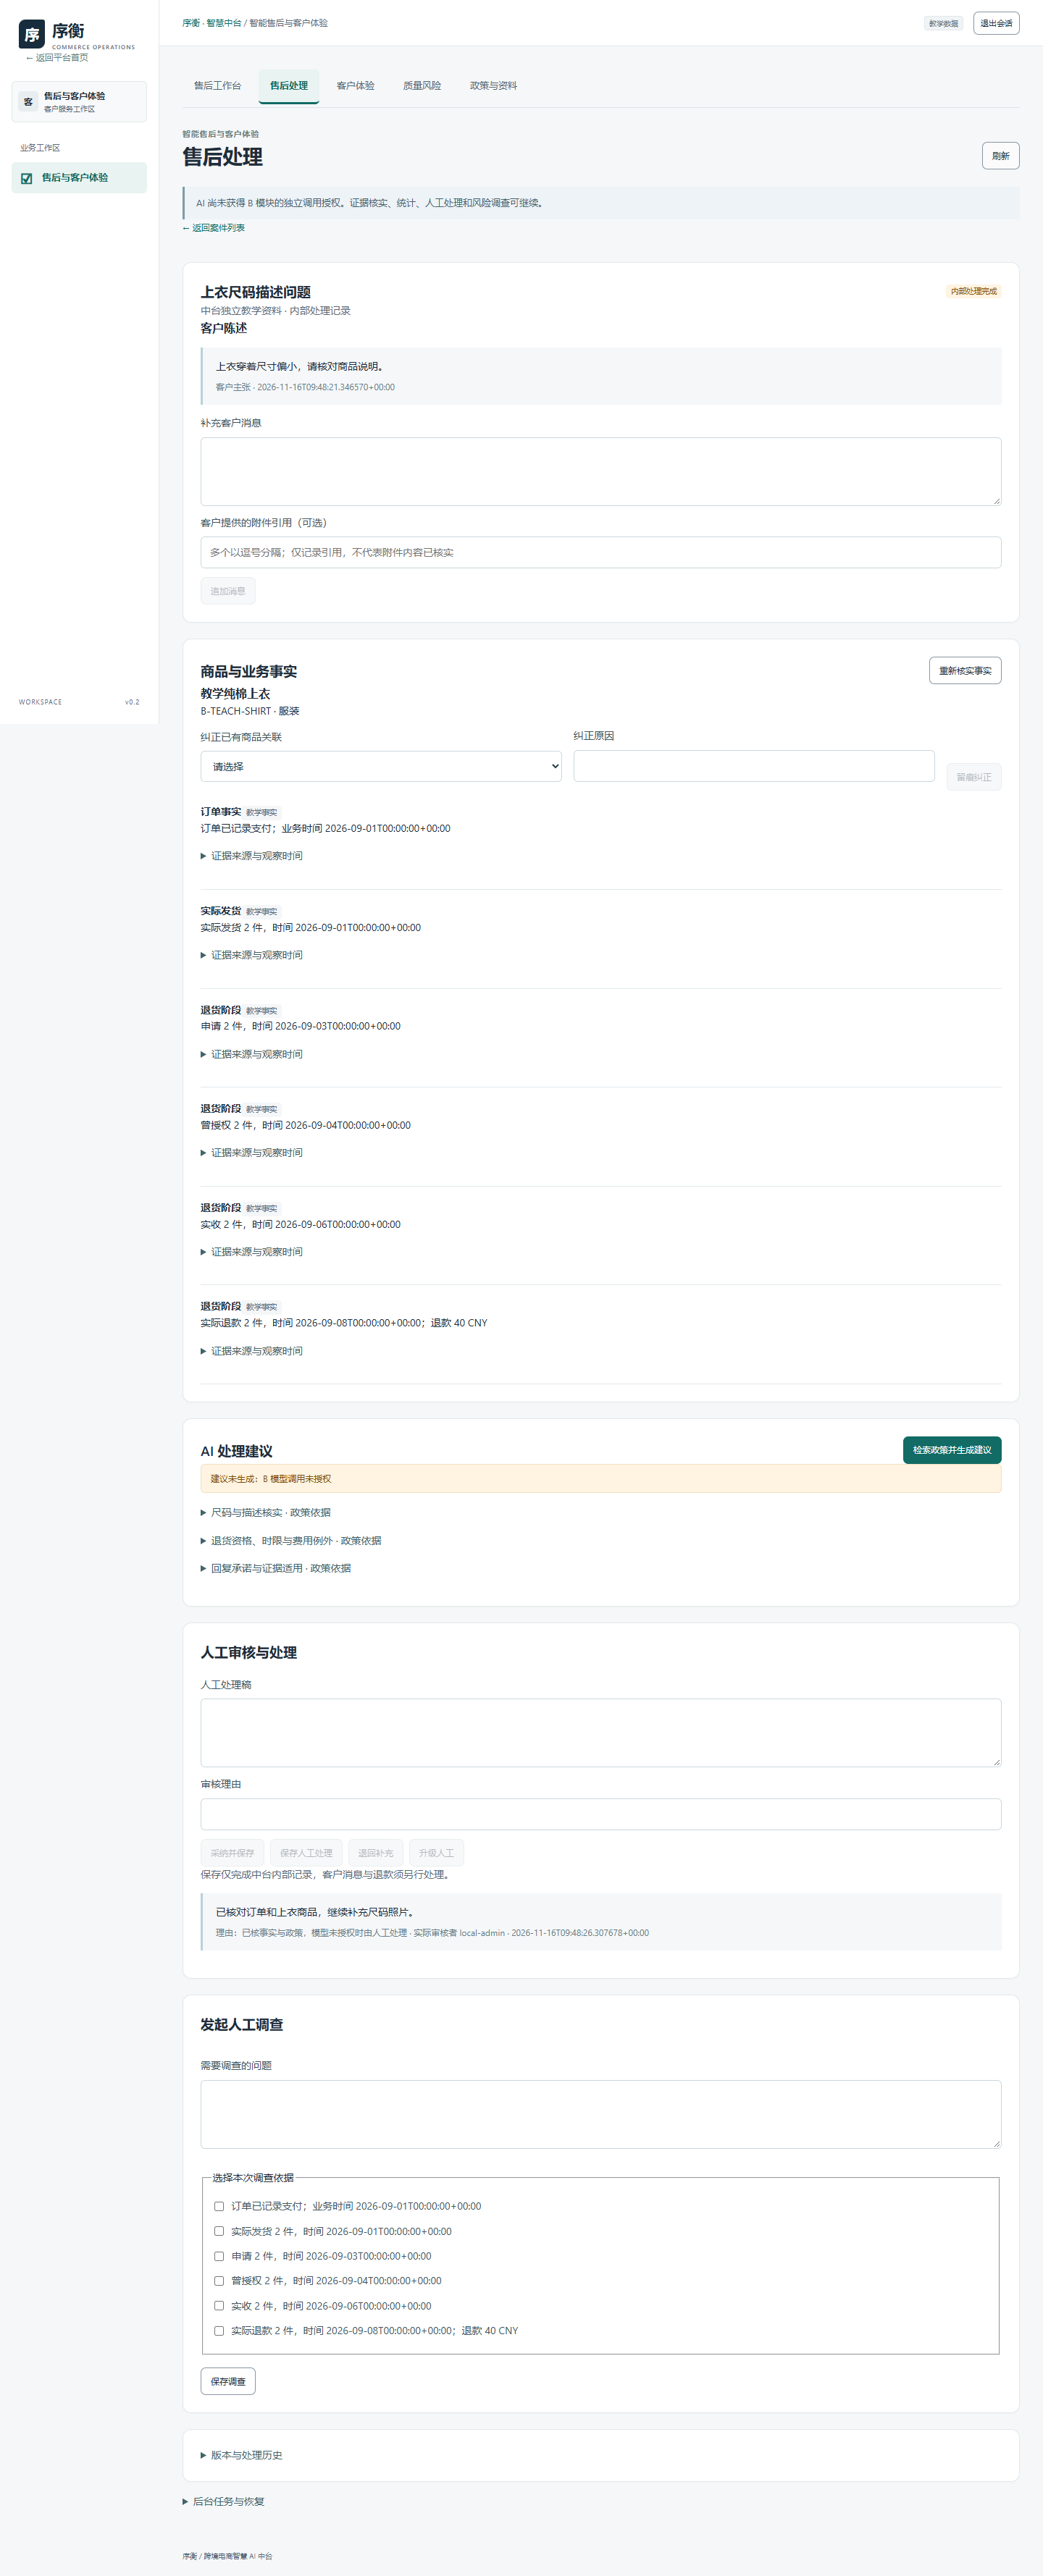 序
序衡
COMMERCE OPERATIONS
← 返回平台首页
客
售后与客户体验
客户服务工作区
业务工作区
售后与客户体验
WORKSPACE
v0.2
序衡 · 智慧中台 / 智能售后与客户体验
教学数据
退出会话
售后工作台
售后处理
客户体验
质量风险
政策与资料
智能售后与客户体验
售后处理
刷新
AI 尚未获得 B 模块的独立调用授权。证据核实、统计、人工处理和风险调查可继续。
← 返回案件列表
上衣尺码描述问题
内部处理完成
中台独立教学资料 · 内部处理记录
客户陈述
上衣穿着尺寸偏小，请核对商品说明。
客户主张 · 2026-11-16T09:48:21.346570+00:00
补充客户消息
客户提供的附件引用（可选）
多个以逗号分隔；仅记录引用，不代表附件内容已核实
追加消息
商品与业务事实
重新核实事实
教学纯棉上衣
B-TEACH-SHIRT · 服装
纠正已有商品关联
纠正原因
请选择
留痕纠正
订单事实 教学事实
订单已记录支付；业务时间 2026-09-01T00:00:00+00:00
▶ 证据来源与观察时间
实际发货 教学事实
实际发货 2 件，时间 2026-09-01T00:00:00+00:00
▶ 证据来源与观察时间
退货阶段 教学事实
申请 2 件，时间 2026-09-03T00:00:00+00:00
▶ 证据来源与观察时间
退货阶段 教学事实
曾授权 2 件，时间 2026-09-04T00:00:00+00:00
▶ 证据来源与观察时间
退货阶段 教学事实
实收 2 件，时间 2026-09-06T00:00:00+00:00
▶ 证据来源与观察时间
退货阶段 教学事实
实际退款 2 件，时间 2026-09-08T00:00:00+00:00；退款 40 CNY
▶ 证据来源与观察时间
AI 处理建议
检索政策并生成建议
建议未生成：B 模型调用未授权
▶ 尺码与描述核实 · 政策依据
▶ 退货资格、时限与费用例外 · 政策依据
▶ 回复承诺与证据适用 · 政策依据
人工审核与处理
人工处理稿
审核理由
采纳并保存
保存人工处理
退回补充
升级人工
保存仅完成中台内部记录，客户消息与退款须另行处理。
已核对订单和上衣商品，继续补充尺码照片。
理由：已核事实与政策，模型未授权时由人工处理 · 实际审核者 local-admin · 2026-11-16T09:48:26.307678+00:00
发起人工调查
需要调查的问题
选择本次调查依据
订单已记录支付；业务时间 2026-09-01T00:00:00+00:00
实际发货 2 件，时间 2026-09-01T00:00:00+00:00
申请 2 件，时间 2026-09-03T00:00:00+00:00
曾授权 2 件，时间 2026-09-04T00:00:00+00:00
实收 2 件，时间 2026-09-06T00:00:00+00:00
实际退款 2 件，时间 2026-09-08T00:00:00+00:00；退款 40 CNY
保存调查
▶ 版本与处理历史
▶ 后台任务与恢复
序衡 / 跨境电商智慧 AI 中台